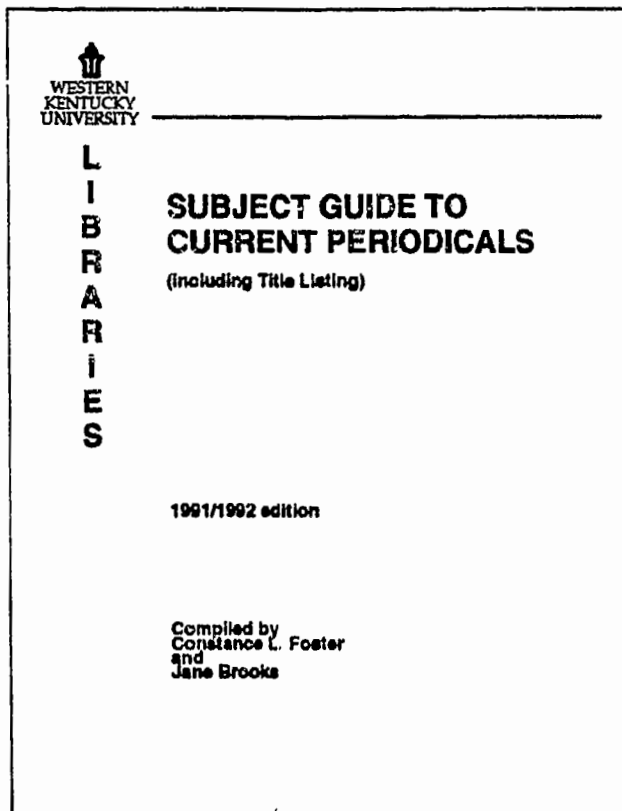 WESTERN
KENTUCKY
UNIVERSITY
LIBRARIES
SUBJECT GUIDE TO
CURRENT PERIODICALS
(including Title Listing)
1991/1992 edition
Compiled by
Constance L. Foster
and
Jane Brooks